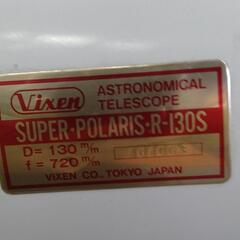 Vixen
ASTRONOMICAL
TELESCOPE
SUPER-POLARIS-R-130S
D= 130 m/m
f = 720 m/m
VIXEN CO., TOKYO JAPAN